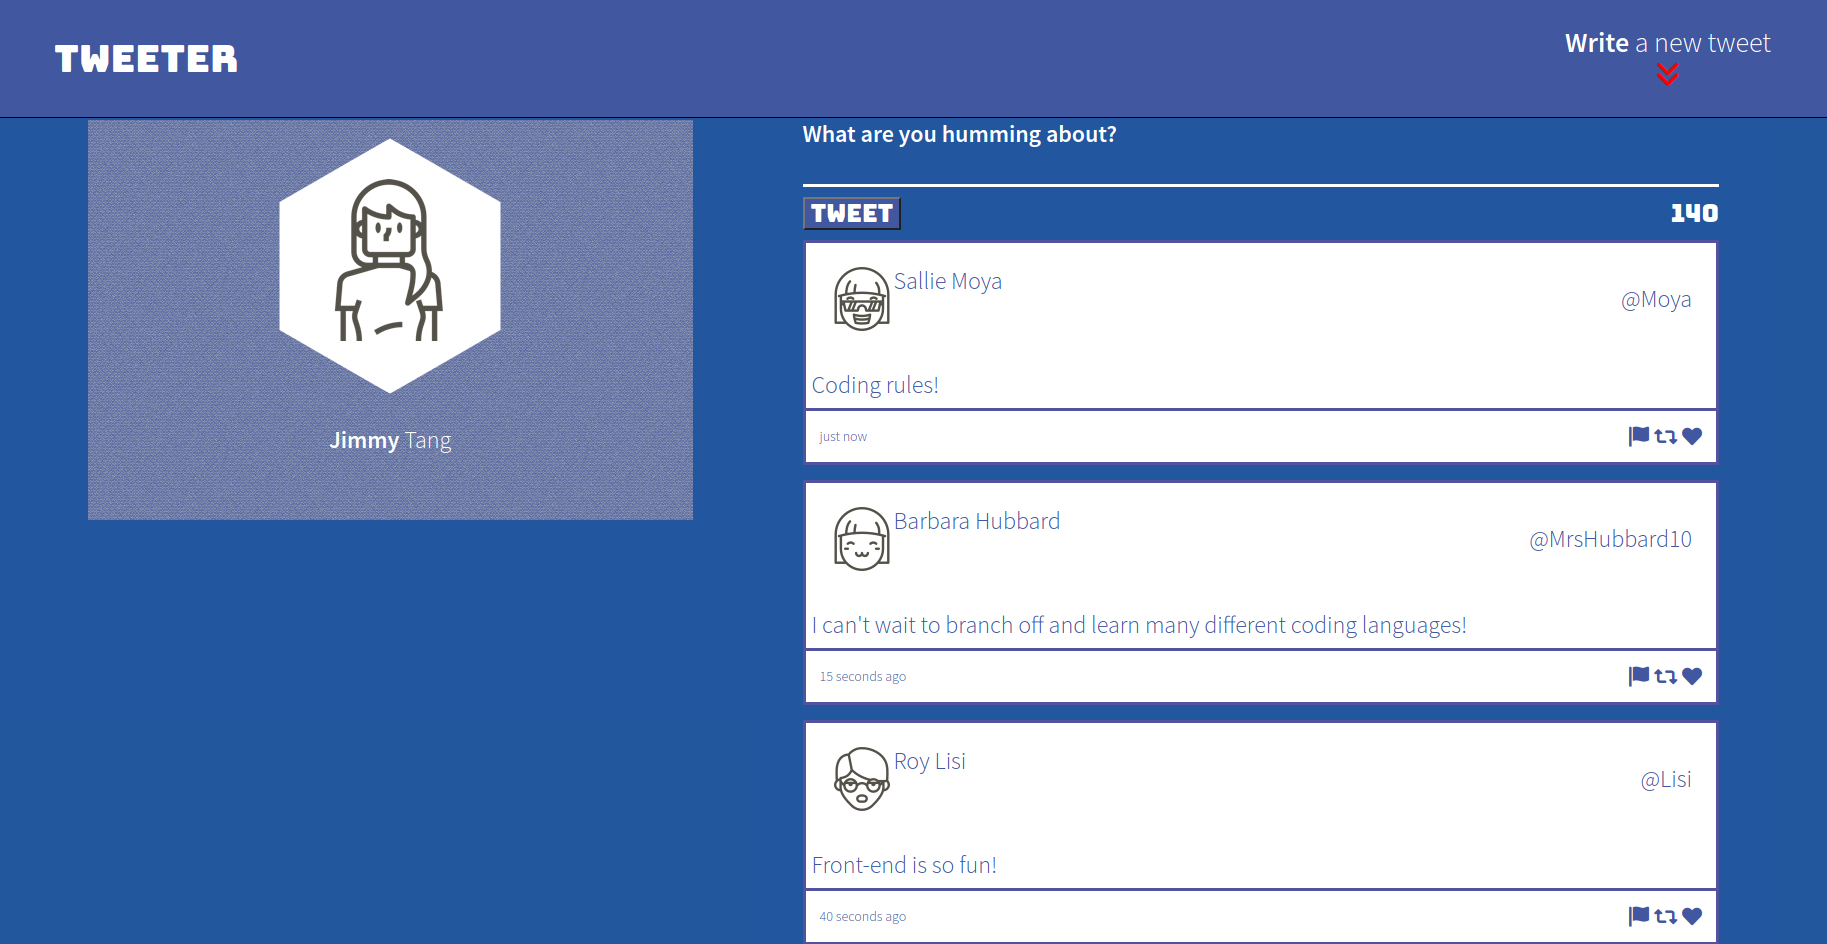 TWEETER
Write a new tweet
Jimmy Tang
What are you humming about?
TWEET
140
Sallie Moya
@Moya
Coding rules!
just now
Barbara Hubbard
@MrsHubbard10
I can't wait to branch off and learn many different coding languages!
15 seconds ago
Roy Lisi
@Lisi
Front-end is so fun!
40 seconds ago